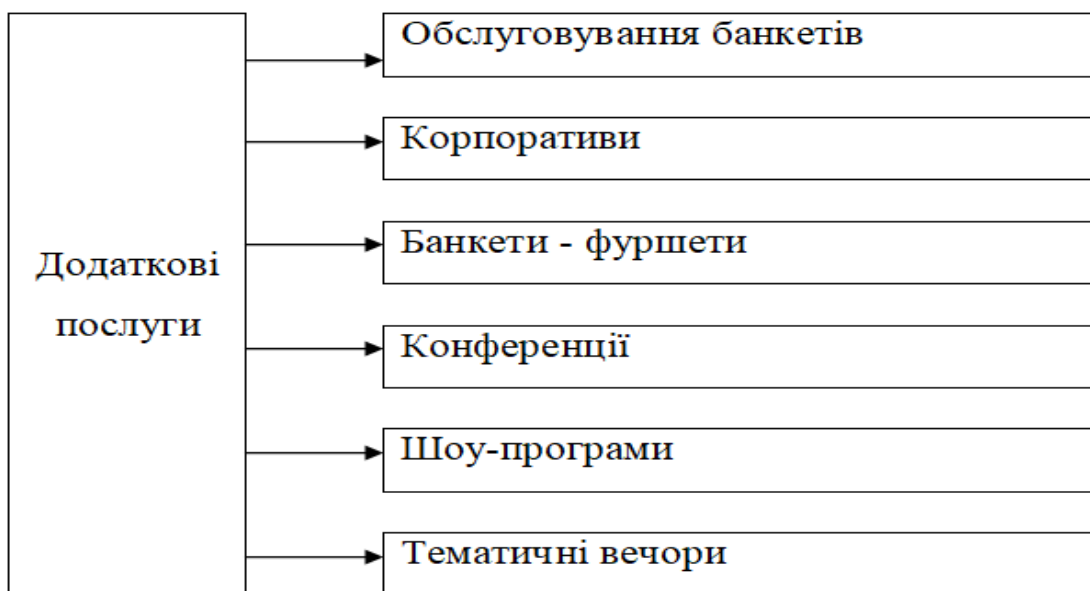 Додаткові
послуги
Обслуговування банкетів
Корпоративи
Банкети - фуршети
Конференції
Шоу-програми
Тематичні вечори